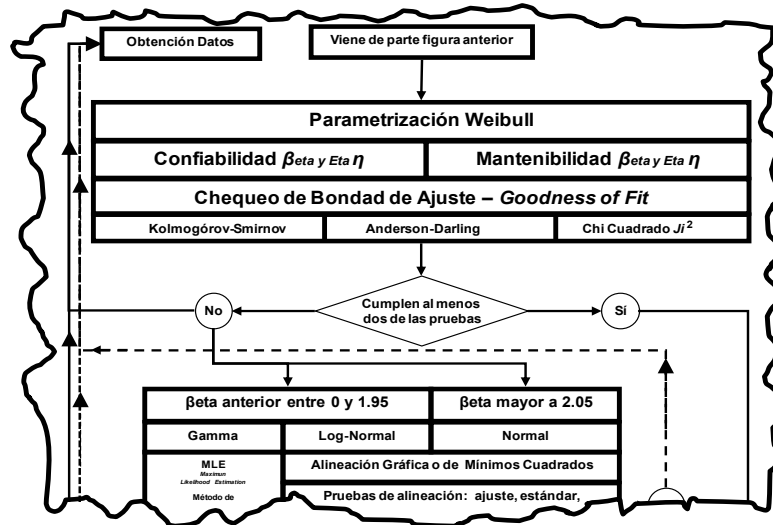 Obtención Datos
Viene de parte figura anterior
Parametrización Weibull
Confiabilidad βeta y Eta η
Mantenibilidad βeta y Eta η
Chequeo de Bondad de Ajuste – Goodness of Fit
Kolmogórov-Smirnov
Anderson-Darling
Chi Cuadrado Ji²
Cumplen al menos
dos de las pruebas
No
Sí
βeta anterior entre 0 y 1.95
βeta mayor a 2.05
Gamma
Log-Normal
Normal
MLE
Maximun
Likelihood Estimation
Método de
Alineación Gráfica o de Mínimos Cuadrados
Pruebas de alineación: ajuste, estándar,